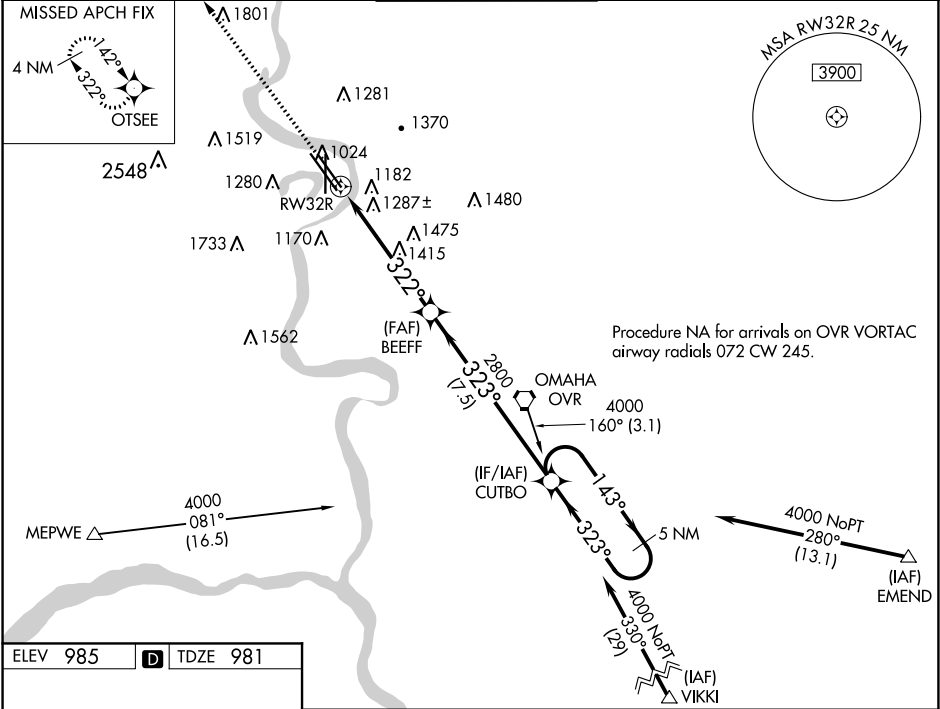 MISSED APCH FIX
4 NM
142°
322°
OTSEE
1801
1281
1370
1519
2548
1024
1280
1182
RW32R
1287±
1480
1733
1170
1475
1415
322°
1562
(FAF)
BEEFF
MSA RW32R 25 NM
3900
Procedure NA for arrivals on OVR VORTAC
airway radials 072 CW 245.
2800
323°
(7.5)
OMAHA
OVR
4000
160° (3.1)
(IF/IAF)
CUTBO
143°
323°
5 NM
MEPWE
4000
081°
(16.5)
4000 NoPT
280°
(13.1)
(IAF)
EMEND
4000 NoPT
330°
(29)
(IAF)
VIKKI
ELEV 985
D
TDZE 981